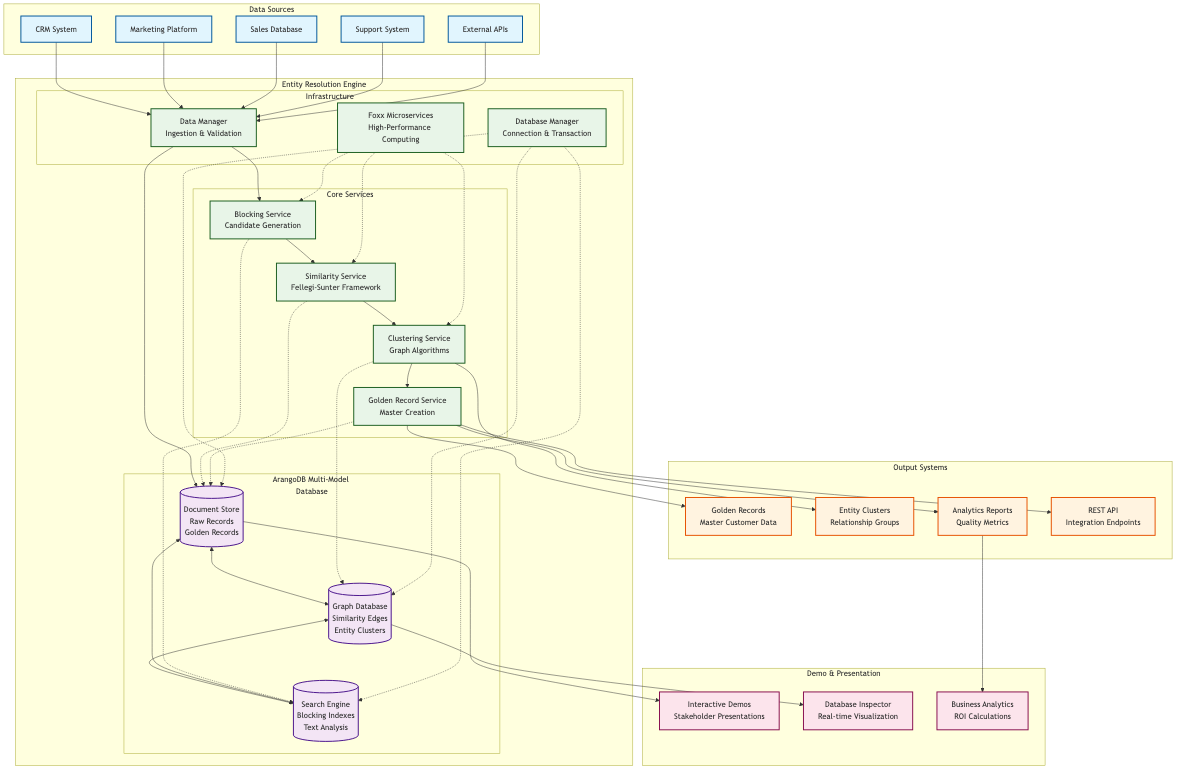 Data Sources
CRM System
Marketing Platform
Sales Database
Support System
External APIs
Entity Resolution Engine
Infrastructure
Data Manager
Ingestion & Validation
Foxx Microservices
High-Performance
Computing
Database Manager
Connection & Transaction
Core Services
Blocking Service
Candidate Generation
Similarity Service
Fellegi-Sunter Framework
Clustering Service
Graph Algorithms
Golden Record Service
Master Creation
ArangoDB Multi-Model
Database
Document Store
Raw Records
Golden Records
Graph Database
Similarity Edges
Entity Clusters
Search Engine
Blocking Indexes
Text Analysis
Output Systems
Golden Records
Master Customer Data
Entity Clusters
Relationship Groups
Analytics Reports
Quality Metrics
REST API
Integration Endpoints
Demo & Presentation
Interactive Demos
Stakeholder Presentations
Database Inspector
Real-time Visualization
Business Analytics
ROI Calculations